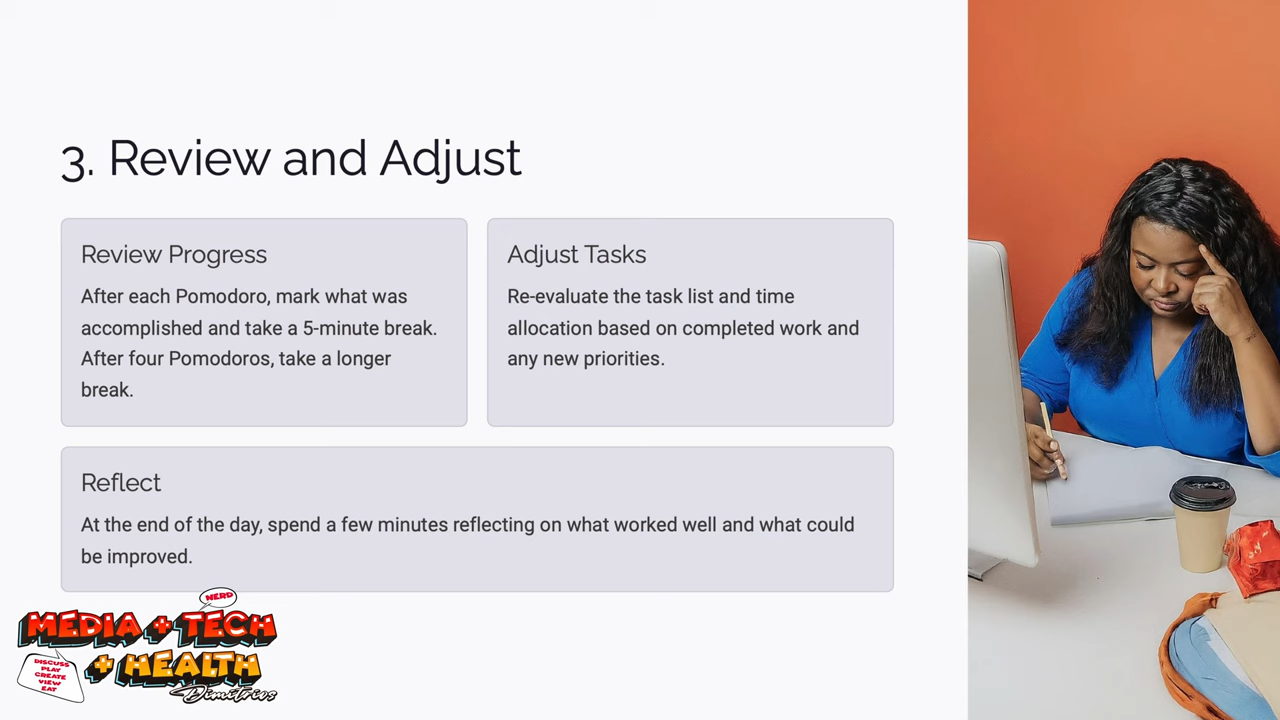 3. Review and Adjust
Review Progress
After each Pomodoro, mark what was
accomplished and take a 5-minute break.
After four Pomodoros, take a longer
break.
Adjust Tasks
Re-evaluate the task list and time
allocation based on completed work and
any new priorities.
Reflect
At the end of the day, spend a few minutes reflecting on what worked well and what could
be improved.
NERD
MEDIA + TECH
+ HEALTH
DISCUSS
PLAY
CREATE
VIEW
EAT
Dimitrios